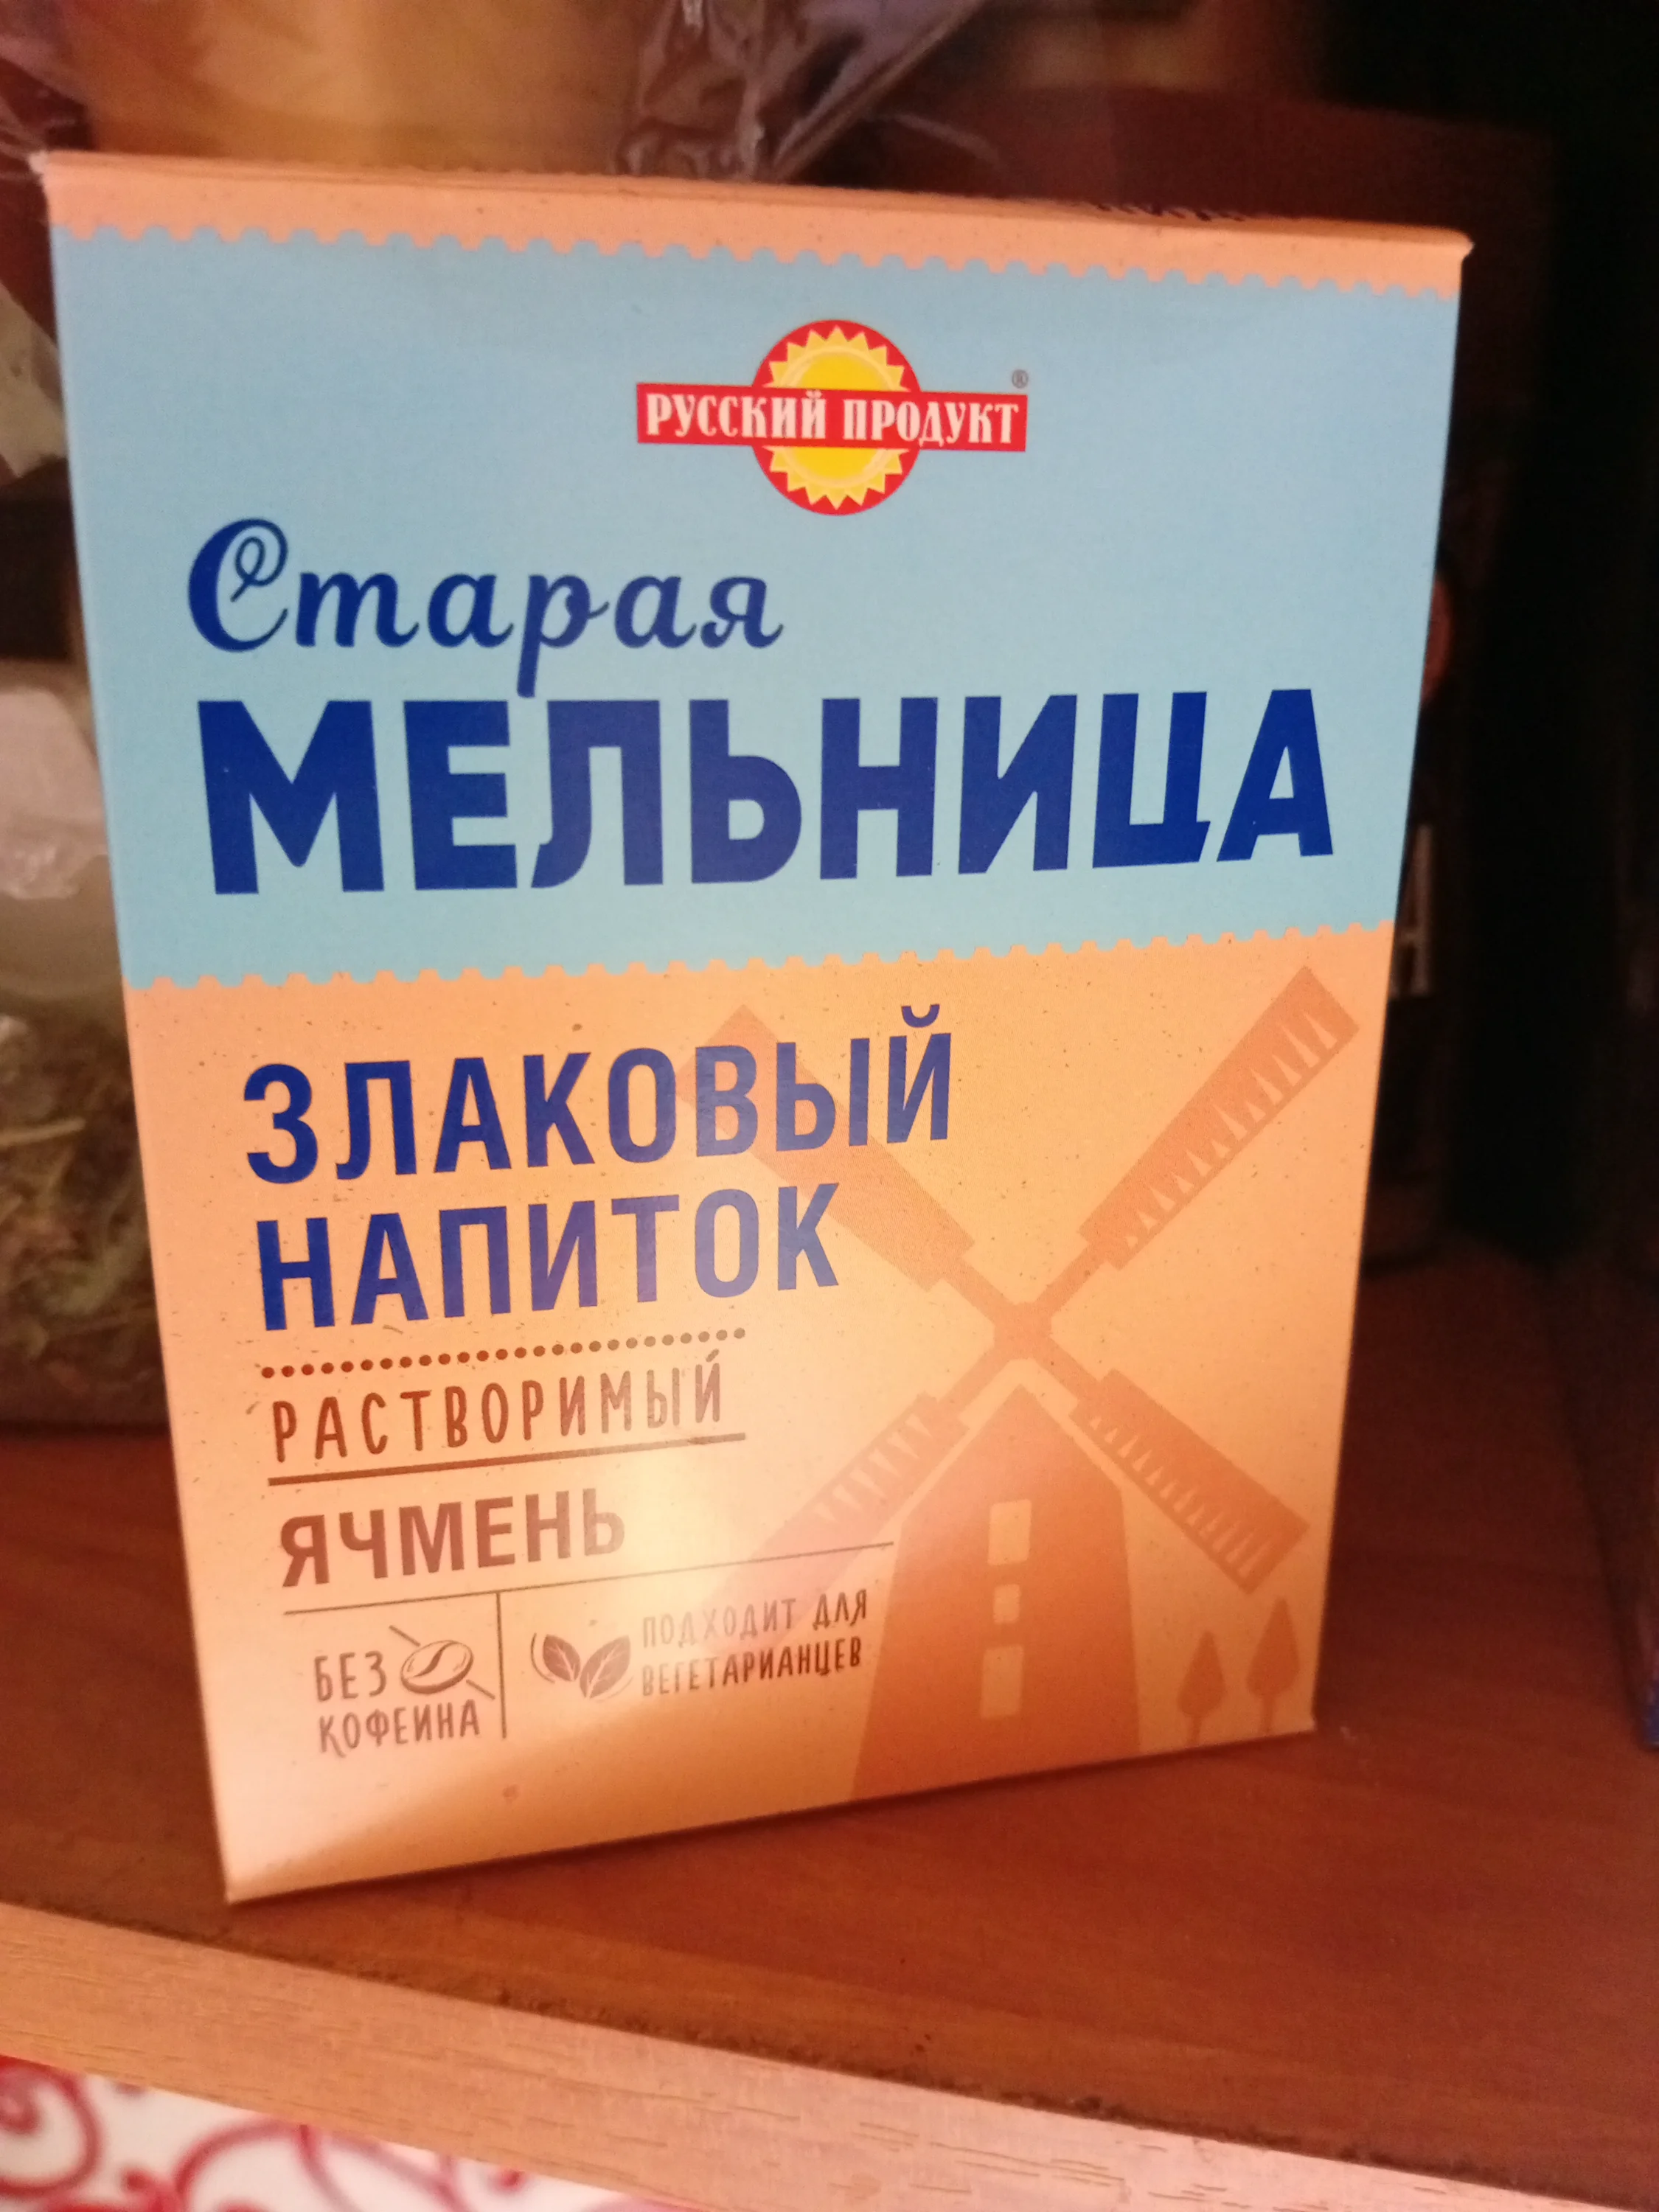 РУССКИЙ ПРОДУКТ®
Старая
МЕЛЬНИЦА
ЗЛАКОВЫЙ
НАПИТОК
РАСТВОРИМЫЙ
ЯЧМЕНЬ
БЕЗ
КОФЕИНА
ПОДХОДИТ ДЛЯ
ВЕГЕТАРИАНЦЕВ